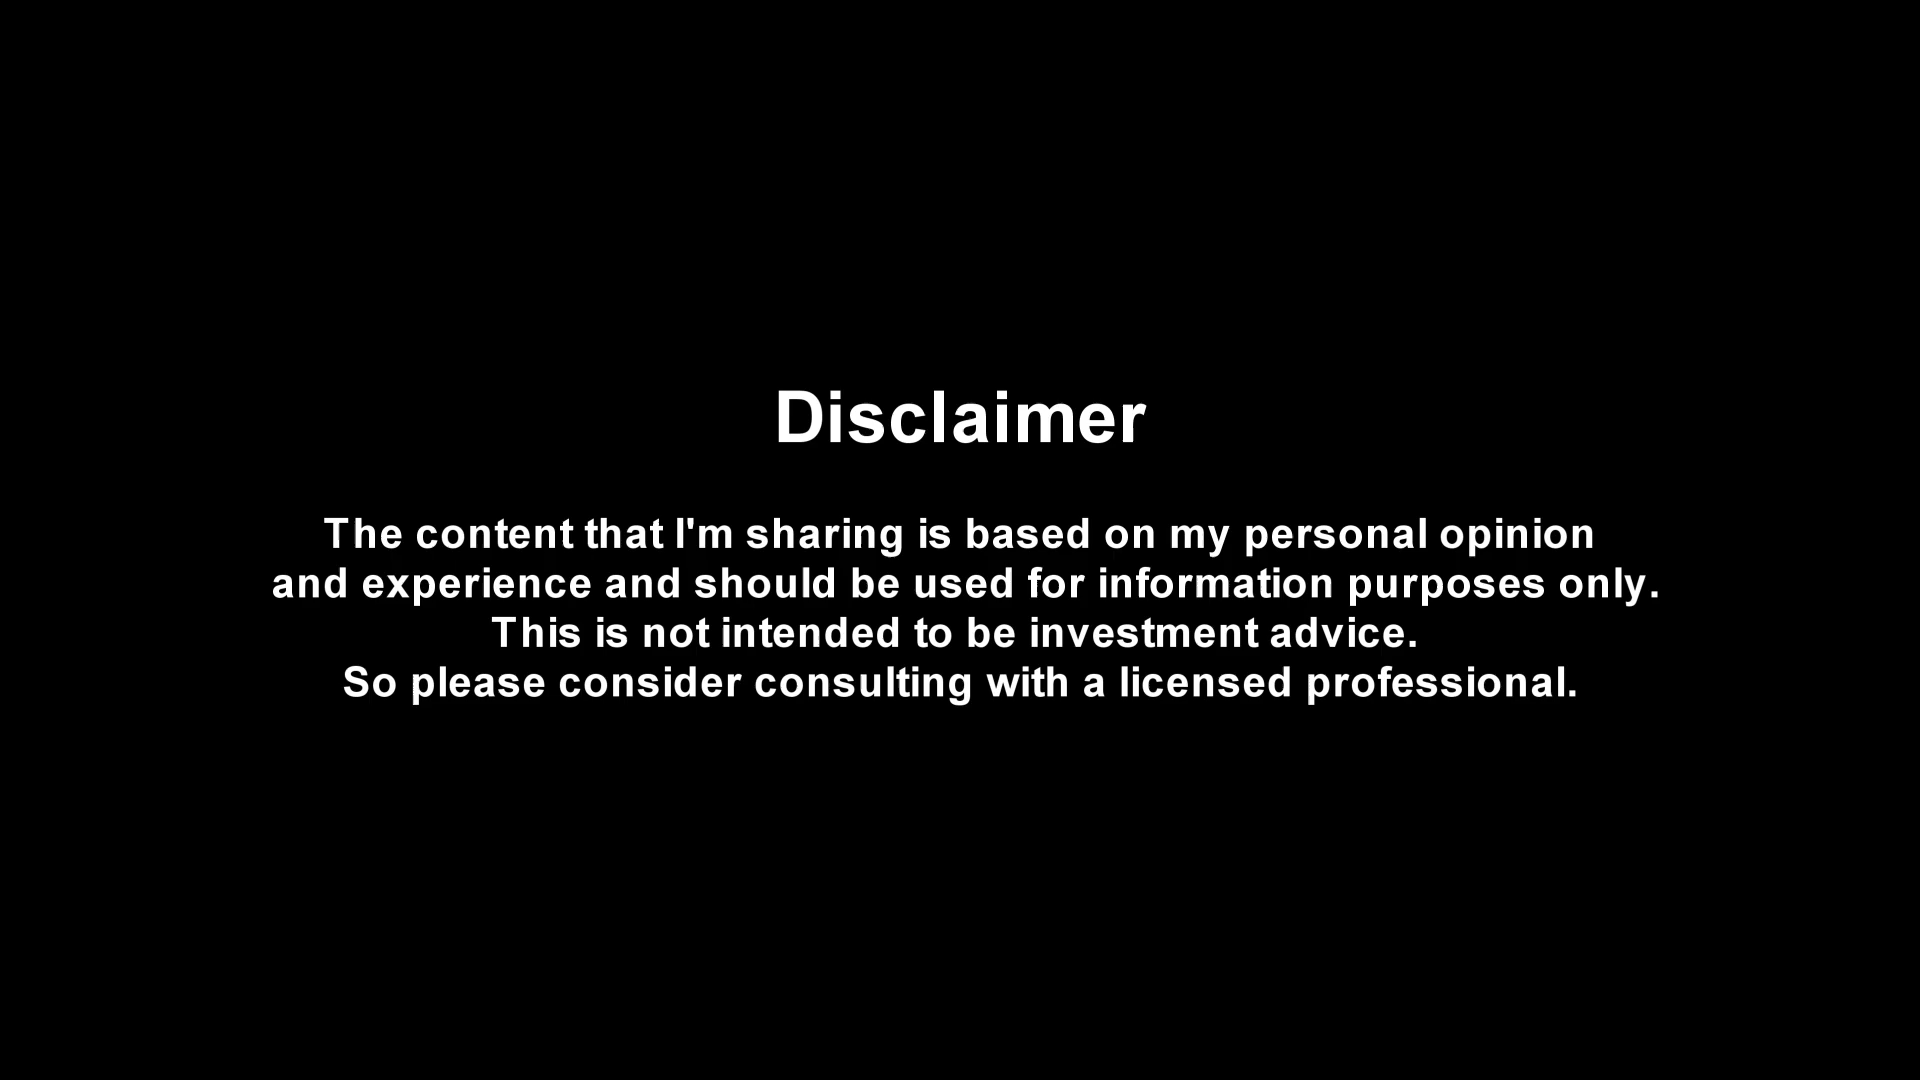 Disclaimer
The content that I'm sharing is based on my personal opinion
and experience and should be used for information purposes only.
This is not intended to be investment advice.
So please consider consulting with a licensed professional.